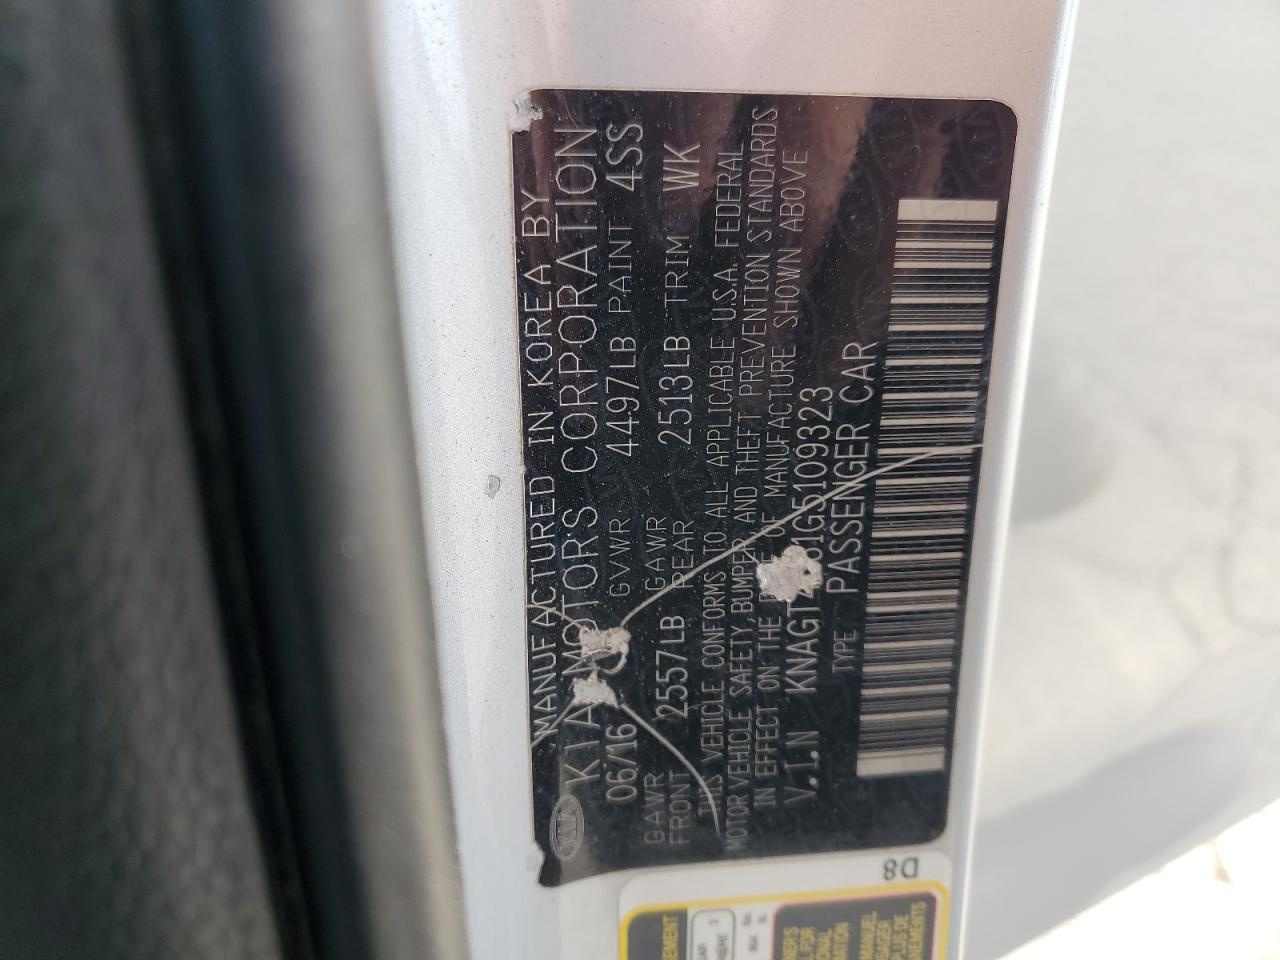 MANUFACTURED IN KOREA BY
KIA MOTORS CORPORATION
06/16 GVWR 4497LB PAINT 4SS
GAWR FRONT 2557LB GAWR REAR 2513LB TRIM WK
THIS VEHICLE CONFORMS TO ALL APPLICABLE U.S.A. FEDERAL
MOTOR VEHICLE SAFETY, BUMPER AND THEFT PREVENTION STANDARDS
IN EFFECT ON THE OF MANUFACTURE SHOWN ABOVE
V.I.N
TYPE PASSENGER CAR
KIA
D8